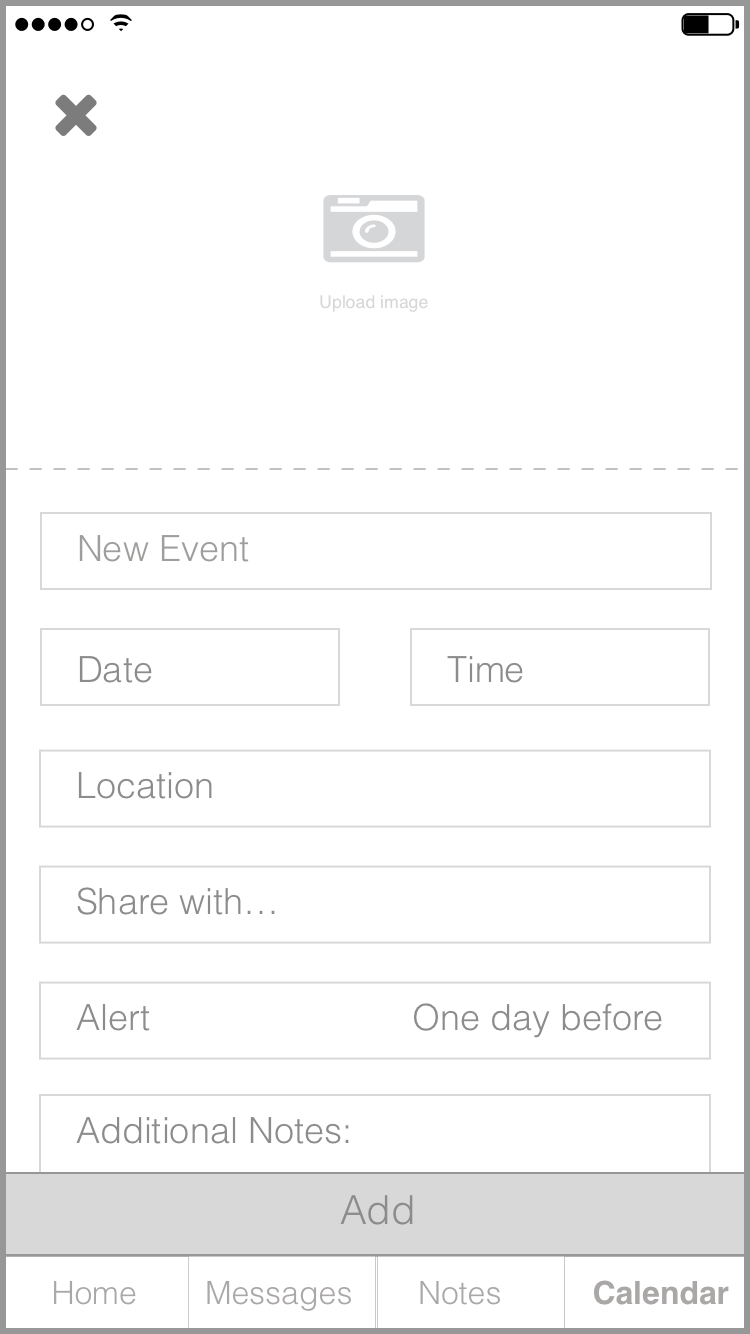 Upload image
New Event
Date
Time
Location
Share with...
Alert
One day before
Additional Notes:
Add
Home
Messages
Notes
Calendar